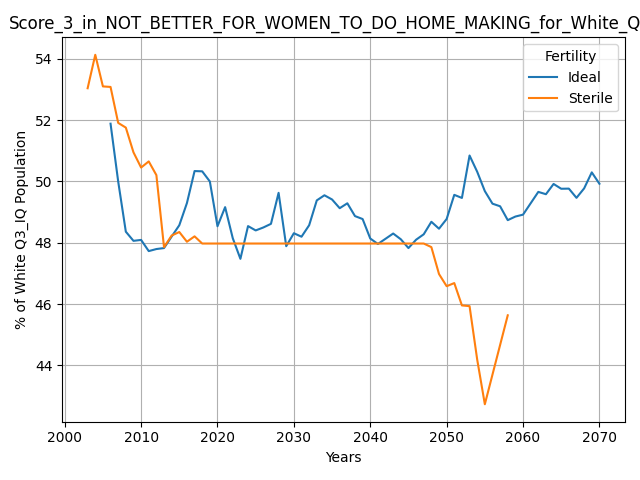 Score_3_in_NOT_BETTER_FOR_WOMEN_TO_DO_HOME_MAKING_for_White_Q
Fertility
Ideal
Sterile
% of White Q3_IQ Population
54
52
50
48
46
44
2000 2010 2020 2030 2040 2050 2060 2070
Years